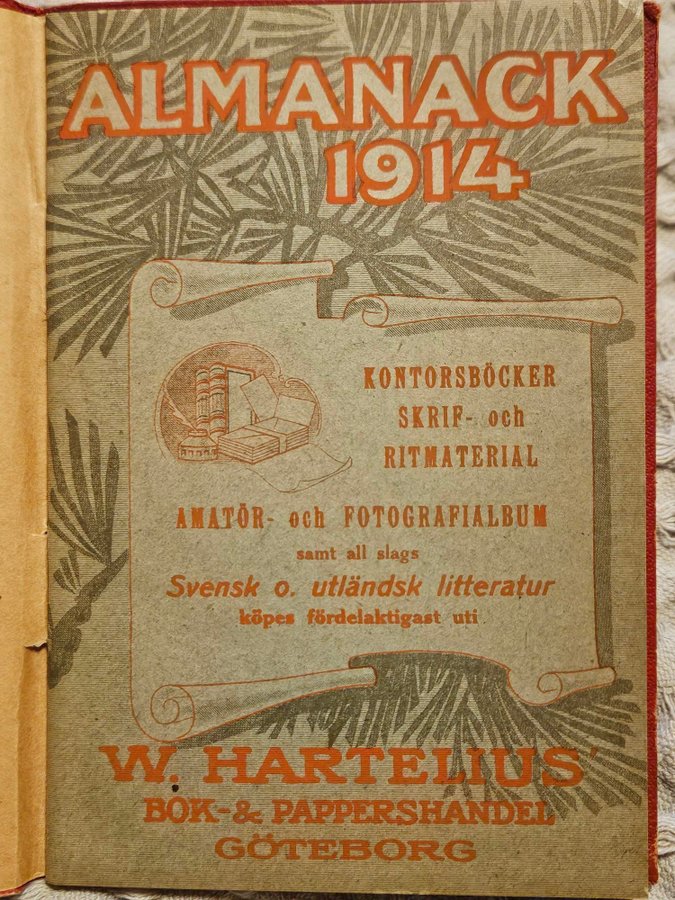 ALMANACK
1914
KONTORSBÖCKER
SKRIF- och
RITMATERIAL
AMATÖR- och FOTOGRAFIALBUM
samt all slags
Svensk o. utländsk litteratur
köpes fördelaktigast uti
W. HARTELIUS'
BOK- & PAPPERSHANDEL
GÖTEBORG